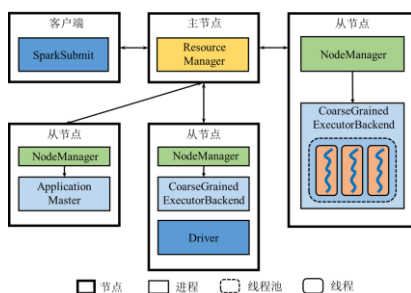 客户端
SparkSubmit
主节点
Resource
Manager
从节点
NodeManager
CoarseGrained
ExecutorBackend
从节点
NodeManager
Application
Master
从节点
NodeManager
CoarseGrained
ExecutorBackend
Driver
节点
进程
线程池
线程